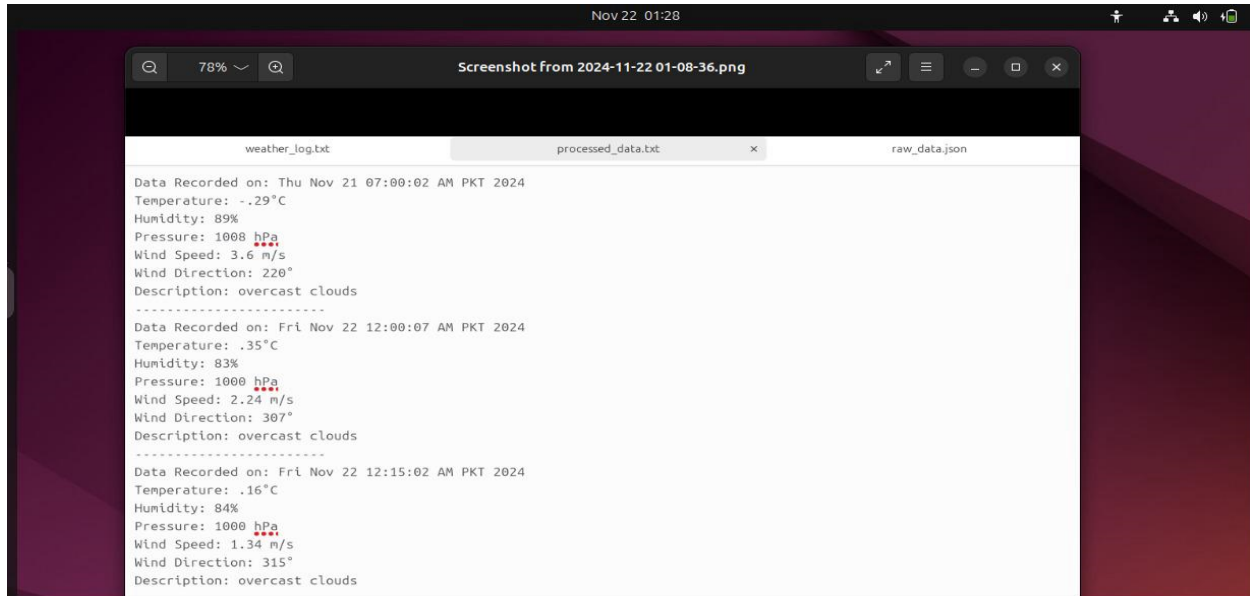 Nov 22 01:28
78% Screenshot from 2024-11-22 01-08-36.png
weather_log.txt processed_data.txt raw_data.json
Data Recorded on: Thu Nov 21 07:00:02 AM PKT 2024
Temperature: -.29°C
Humidity: 89%
Pressure: 1008 hPa
Wind Speed: 3.6 m/s
Wind Direction: 220°
Description: overcast clouds
------------------------
Data Recorded on: Fri Nov 22 12:00:07 AM PKT 2024
Temperature: .35°C
Humidity: 83%
Pressure: 1000 hPa
Wind Speed: 2.24 m/s
Wind Direction: 307°
Description: overcast clouds
------------------------
Data Recorded on: Fri Nov 22 12:15:02 AM PKT 2024
Temperature: .16°C
Humidity: 84%
Pressure: 1000 hPa
Wind Speed: 1.34 m/s
Wind Direction: 315°
Description: overcast clouds